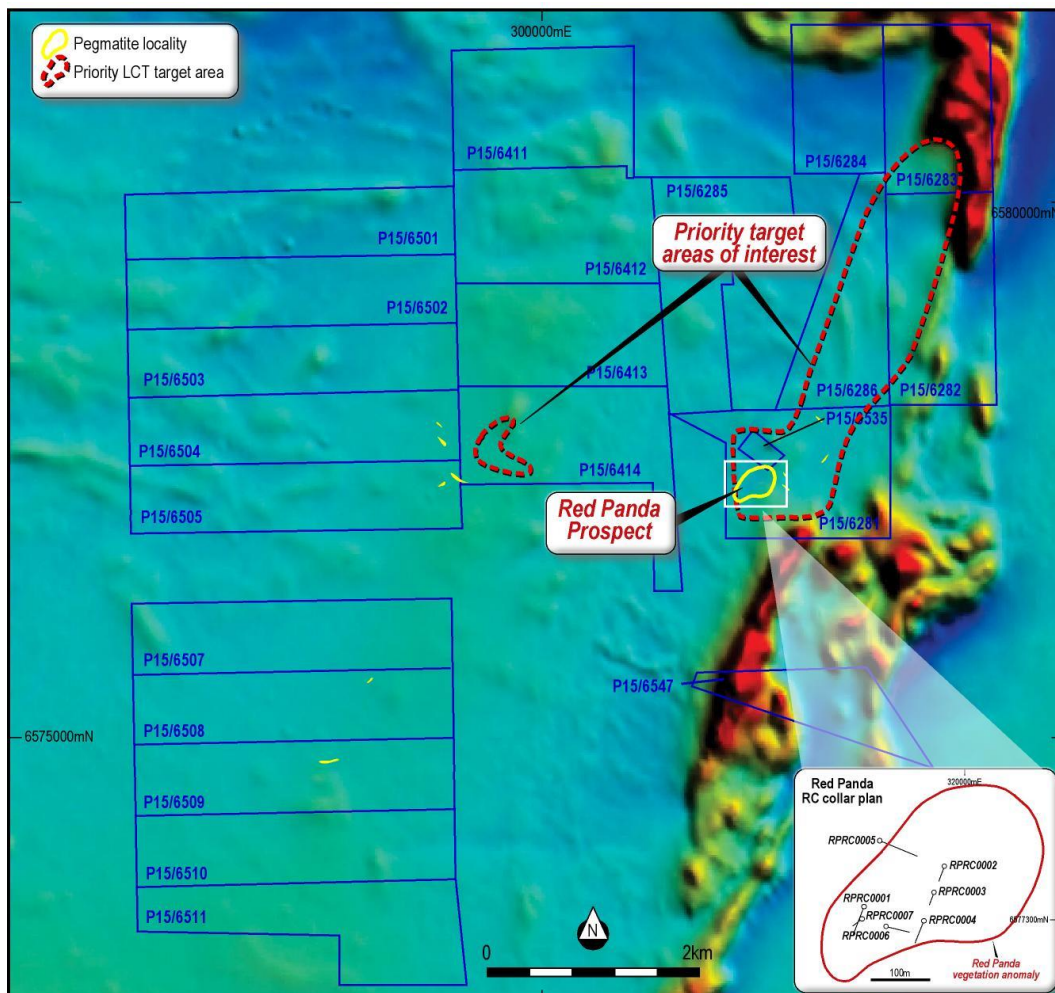 Pegmatite locality
Priority LCT target area
300000mE
P15/6411
P15/6284
P15/6283
P15/6285
6580000mN
P15/6501
Priority target
areas of interest
P15/6412
P15/6502
P15/6503
P15/6413
P15/6286
P15/6282
P15/6535
P15/6504
P15/6414
P15/6505
Red Panda
Prospect
P15/6281
P15/6507
P15/6547
P15/6508
6575000mN
P15/6509
P15/6510
P15/6511
N
0
2km
Red Panda
RC collar plan
320000mE
RPRC0005
RPRC0002
RPRC0003
RPRC0001
RPRC0007
RPRC0004
6577300mN
RPRC0006
100m
Red Panda
vegetation anomaly